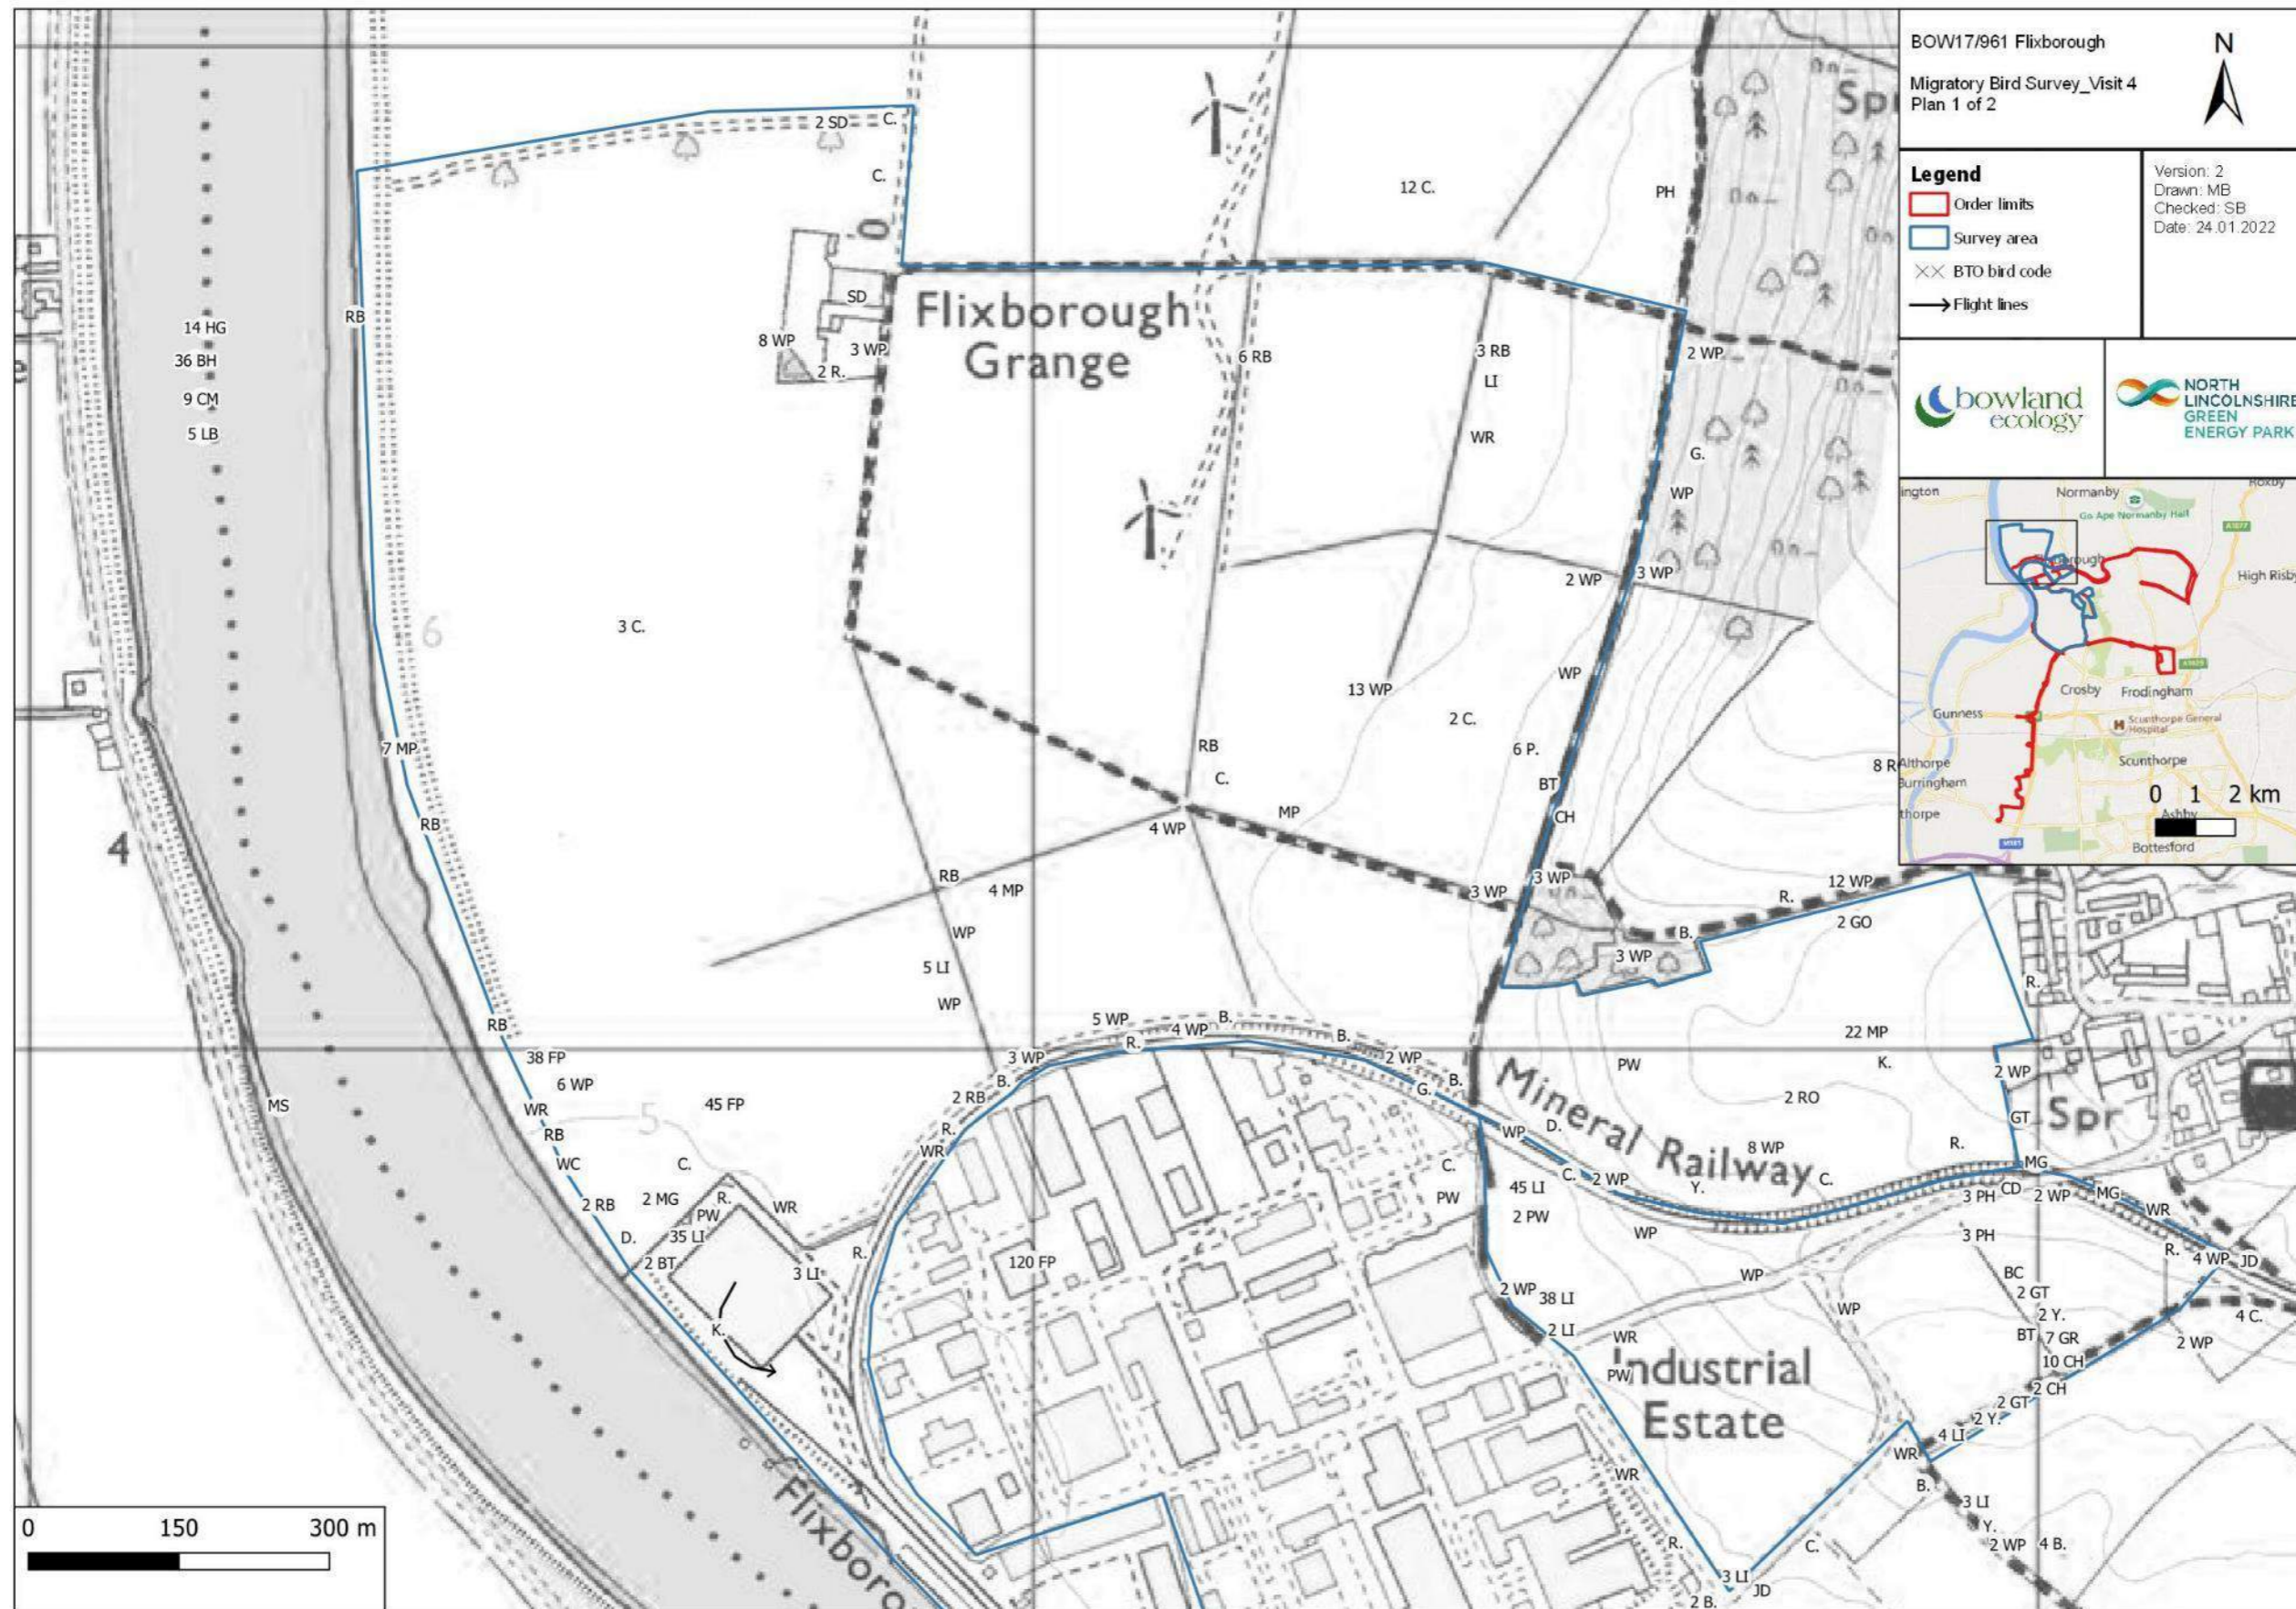 BOW17/961 Flixborough
N
Migratory Bird Survey_Visit 4
Plan 1 of 2
Legend
Order limits
Survey area
×× BTO bird code
Flight lines
Version: 2
Drawn: MB
Checked: SB
Date: 24.01.2022
bowland
ecology
NORTH
LINCOLNSHIRE
GREEN
ENERGY PARK
Normanby
Roxby
Go Ape Normanby Hall
A1077
High Risby
Crosby
Frodingham
Gunness
Scunthorpe General
Hospital
Althorpe
Scunthorpe
Burringham
0 1 2 km
Ashby
Bottesford
2 SD
C.
C.
12 C.
PH
Spr
SD
Flixborough
Grange
RB
14 HG
36 BH
9 CM
5 LB
8 WP
3 WP
2 R.
6 RB
3 RB
LI
WR
2 WP
G.
WP
2 WP
3 WP
6
3 C.
WP
13 WP
2 C.
7 MP
RB
C.
6 P.
BT
CH
8 R
MP
4 WP
RB
4
RB
4 MP
3 WP
3 WP
12 WP
R.
2 GO
B.
3 WP
WP
5 LI
WP
R.
RB
5 WP
4 WP
B.
R.
B.
22 MP
38 FP
3 WP
2 WP
PW
K.
6 WP
B.
B.
G.
2 WP
MS
WR
45 FP
5
2 RB
2 RO
Mineral Railway
GT
Spr
RB
R.
WR
WP
D.
8 WP
R.
WC
C.
C.
C.
2 WP
Y.
C.
MG
2 RB
2 MG
R.
PW
WR
PW
45 LI
2 PW
3 PH
CD
2 WP
MG
WR
D.
35 LI
2 BT
3 LI
R.
120 FP
WP
3 PH
R.
4 WP
JD
WP
BC
2 GT
2 WP
38 LI
WP
2 Y.
4 C.
K.
2 LI
WR
BT
7 GR
2 WP
PW
Industrial
Estate
10 CH
2 CH
2 GT
2 Y.
4 LI
WR
WR
B.
3 LI
Y.
Flixboro
0 150 300 m
R.
C.
2 WP
4 B.
3 LI
JD
2 B.